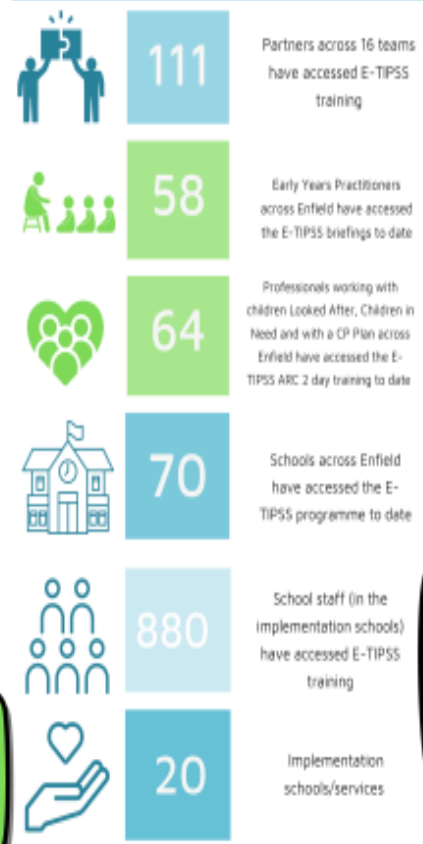 111
Partners across 16 teams
have accessed E-TIPSS
training
58
Early Years Practitioners
across Enfield have accessed
the E-TIPSS briefings to date
64
Professionals working with
children Looked After, Children in
Need and with a CP Plan across
Enfield have accessed the E-
TIPSS ARC 2 day training to date
70
Schools across Enfield
have accessed the E-
TIPSS programme to date
880
School staff (in the
implementation schools)
have accessed E-TIPSS
training
20
Implementation
schools/services